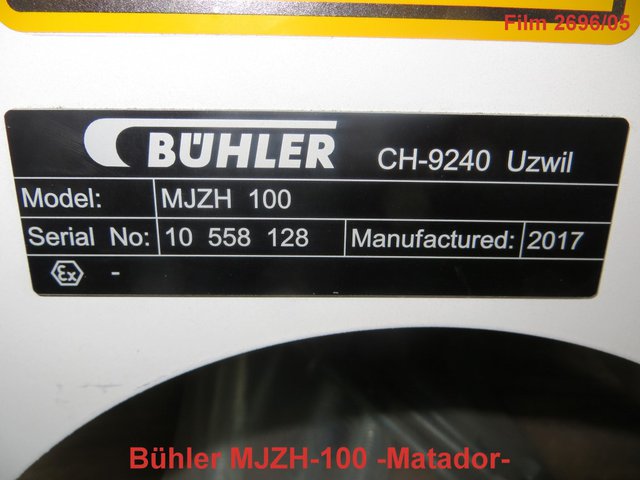 Film 2696/05
BÜHLER CH-9240 Uzwil
Model: MJZH 100
Serial No: 10 558 128 Manufactured: 2017
Ex -
Bühler MJZH-100 -Matador-